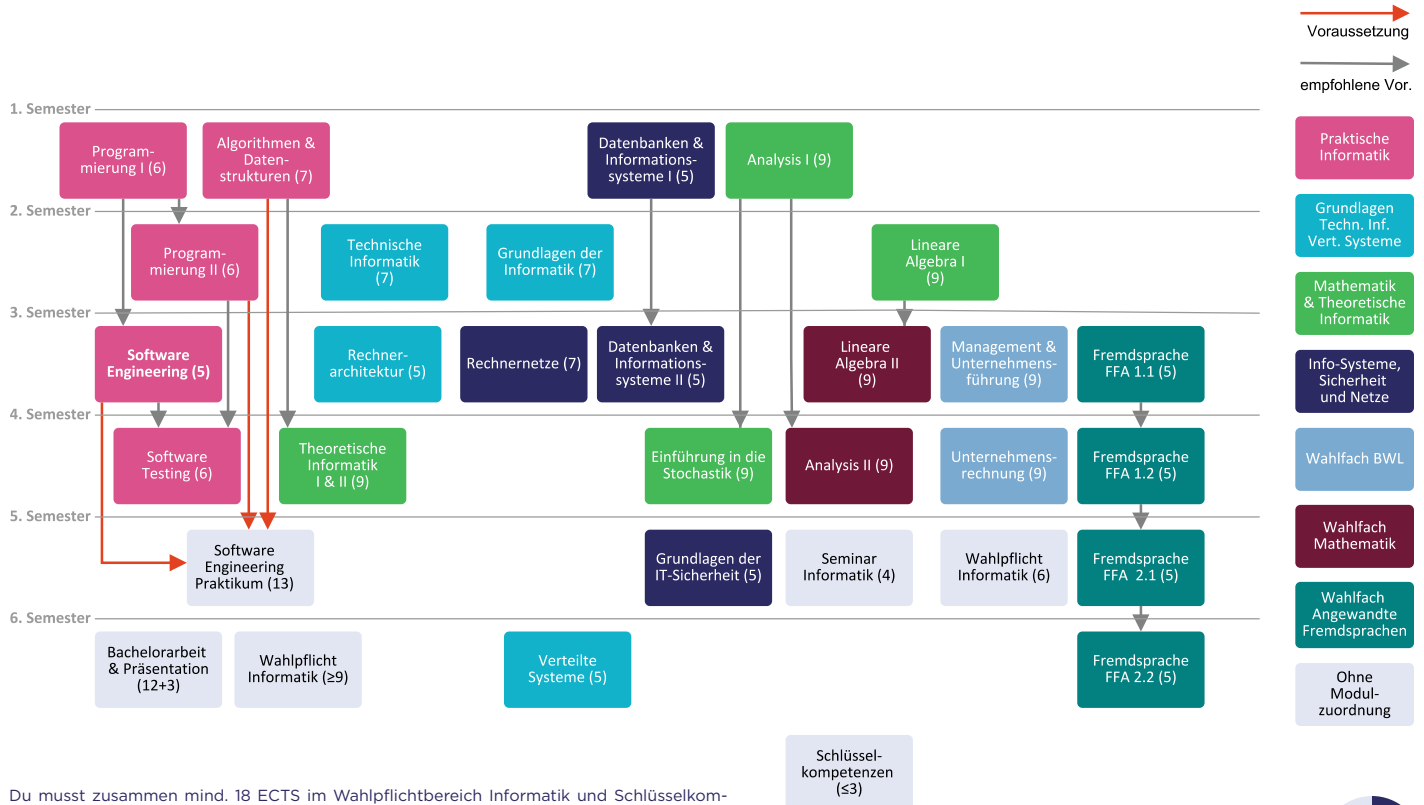 Voraussetzung
empfohlene Vor.
1. Semester
Program-
mierung I (6)
Algorithmen &
Daten-
strukturen (7)
Datenbanken &
Informations-
systeme I (5)
Analysis I (9)
2. Semester
Program-
mierung II (6)
Technische
Informatik
(7)
Grundlagen der
Informatik (7)
Lineare
Algebra I
(9)
3. Semester
Software
Engineering (5)
Rechner-
architektur (5)
Rechnernetze (7)
Datenbanken &
Informations-
systeme II (5)
Lineare
Algebra II
(9)
Management &
Unternehmens-
führung (9)
Fremdsprache
FFA 1.1 (5)
4. Semester
Software
Testing (6)
Theoretische
Informatik
I & II (9)
Einführung in die
Stochastik (9)
Analysis II (9)
Unternehmens-
rechnung (9)
Fremdsprache
FFA 1.2 (5)
5. Semester
Software
Engineering
Praktikum (13)
Grundlagen der
IT-Sicherheit (5)
Seminar
Informatik (4)
Wahlpflicht
Informatik (6)
Fremdsprache
FFA 2.1 (5)
6. Semester
Bachelorarbeit
& Präsentation
(12+3)
Wahlpflicht
Informatik (≥9)
Verteilte
Systeme (5)
Fremdsprache
FFA 2.2 (5)
Schlüssel-
kompetenzen
(≤3)
Praktische
Informatik
Grundlagen
Techn. Inf.
Vert. Systeme
Mathematik
& Theoretische
Informatik
Info-Systeme,
Sicherheit
und Netze
Wahlfach BWL
Wahlfach
Mathematik
Wahlfach
Angewandte
Fremdsprachen
Ohne
Modul-
zuordnung
Du musst zusammen mind. 18 ECTS im Wahlpflichtbereich Informatik und Schlüsselkom-